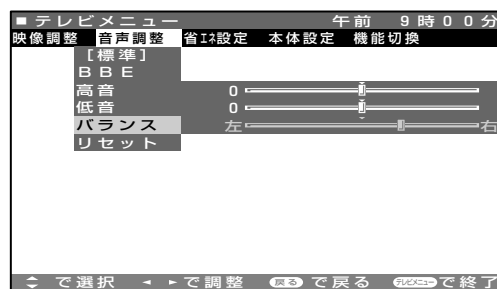 ■ テレビメニュー 午前 9時00分
映像調整 音声調整 省エネ設定 本体設定 機能切換
[標準]
BBE
高音 0
低音 0
バランス 左 右
リセット
で選択 で調整 戻る で戻る テレビメニュー で終了